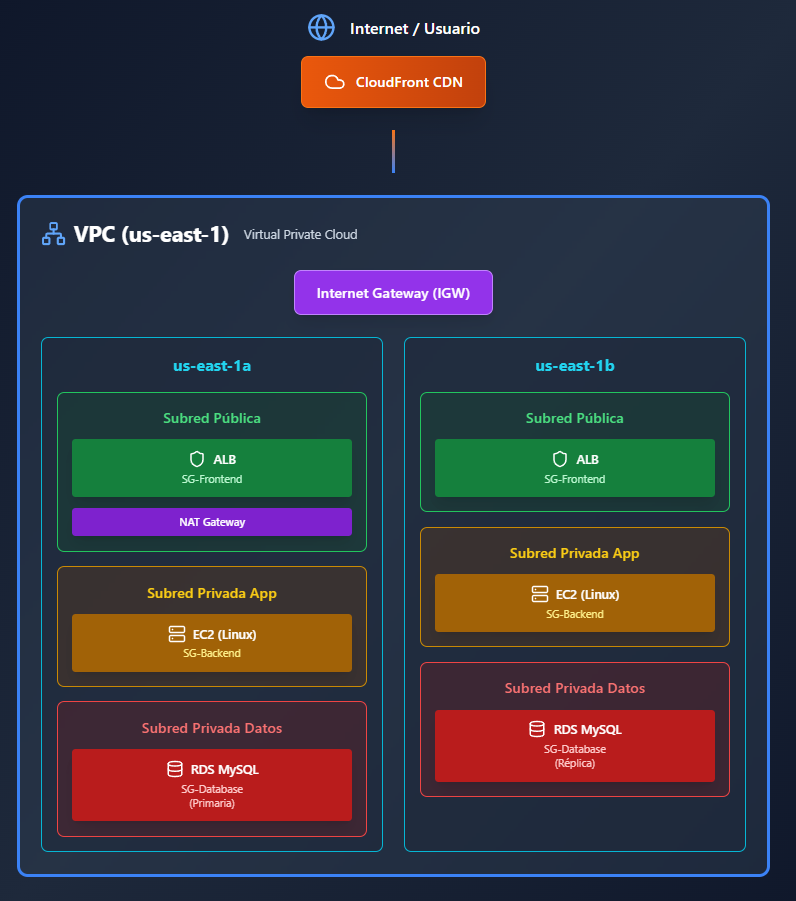 Internet / Usuario
CloudFront CDN
VPC (us-east-1) Virtual Private Cloud
Internet Gateway (IGW)
us-east-1a
Subred Pública
ALB
SG-Frontend
NAT Gateway
Subred Privada App
EC2 (Linux)
SG-Backend
Subred Privada Datos
RDS MySQL
SG-Database
(Primaria)
us-east-1b
Subred Pública
ALB
SG-Frontend
Subred Privada App
EC2 (Linux)
SG-Backend
Subred Privada Datos
RDS MySQL
SG-Database
(Réplica)